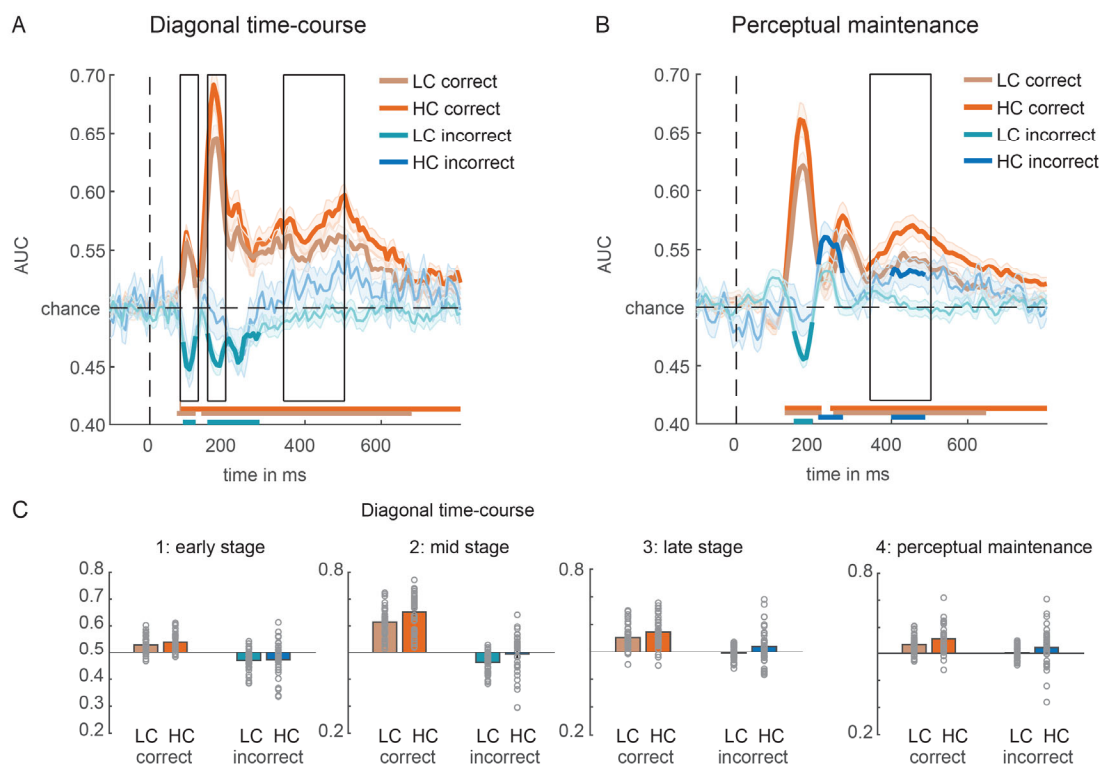 A
Diagonal time-course
0.70
0.65
0.60
0.55
chance
0.45
0.40
AUC
0
200
400
600
time in ms
LC correct
HC correct
LC incorrect
HC incorrect
B
Perceptual maintenance
0.70
0.65
0.60
0.55
chance
0.45
0.40
AUC
0
200
400
600
time in ms
LC correct
HC correct
LC incorrect
HC incorrect
C
Diagonal time-course
1: early stage
0.8
0.7
0.6
0.5
0.4
0.3
0.2
LC HC
LC HC
correct
incorrect
2: mid stage
0.8
0.2
LC HC
LC HC
correct
incorrect
3: late stage
0.8
0.2
LC HC
LC HC
correct
incorrect
4: perceptual maintenance
0.8
0.2
LC HC
LC HC
correct
incorrect